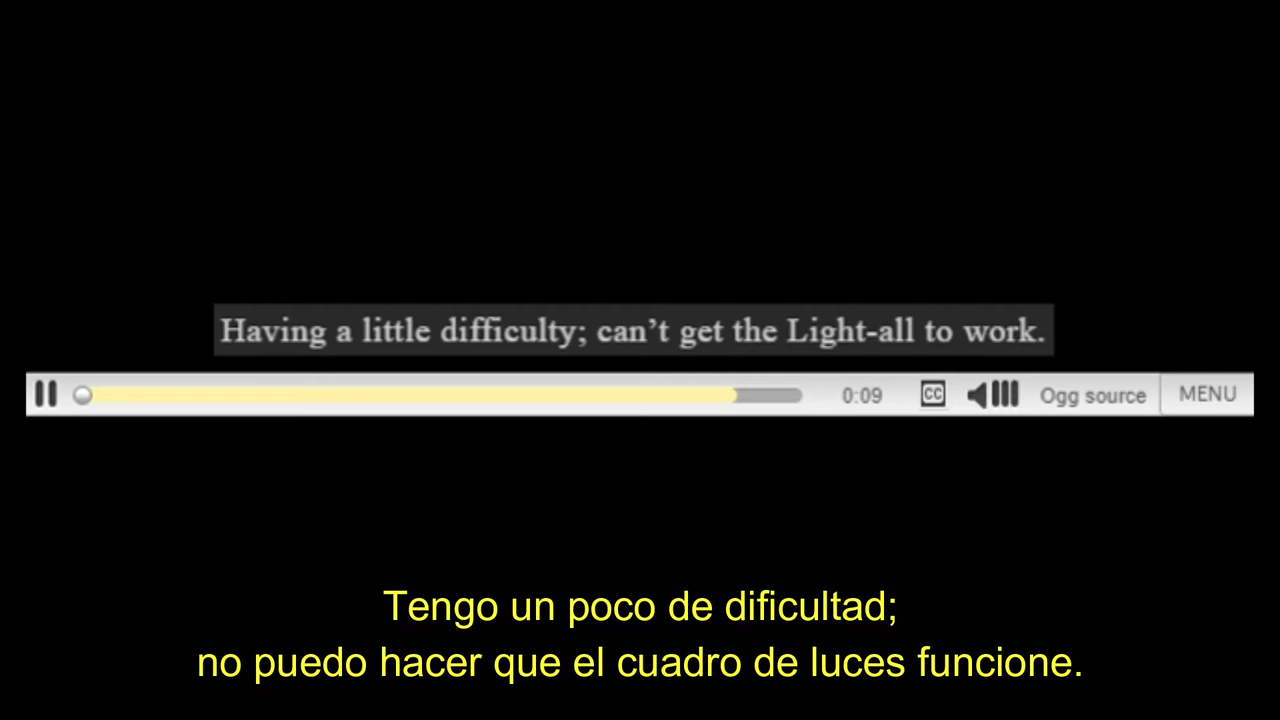 Having a little difficulty; can’t get the Light-all to work.
0:09 CC Ogg source MENU
Tengo un poco de dificultad;
no puedo hacer que el cuadro de luces funcione.